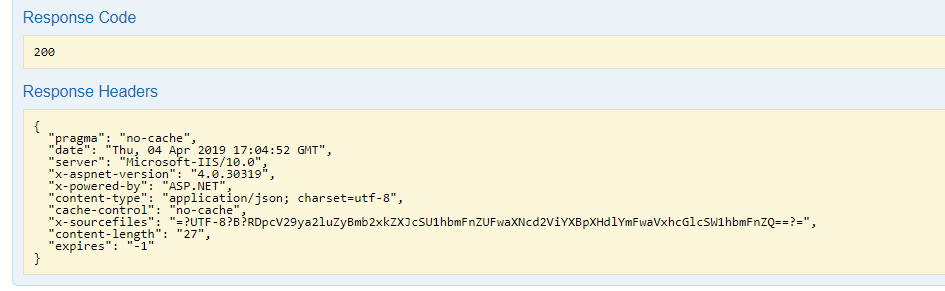 Response Code
200
Response Headers
{
"pragma": "no-cache",
"date": "Thu, 04 Apr 2019 17:04:52 GMT",
"server": "Microsoft-IIS/10.0",
"x-aspnet-version": "4.0.30319",
"x-powered-by": "ASP.NET",
"content-type": "application/json; charset=utf-8",
"cache-control": "no-cache",
"x-sourcefiles": "=?UTF-8?B?RDpcV29ya2luZyBmb2xkZXJcSU1hbmFnZUFwaXNcd2ViYXBpXHdlYmFwaVxhcGlcSW1hbmFnZQ==?=",
"content-length": "27",
"expires": "-1"
}